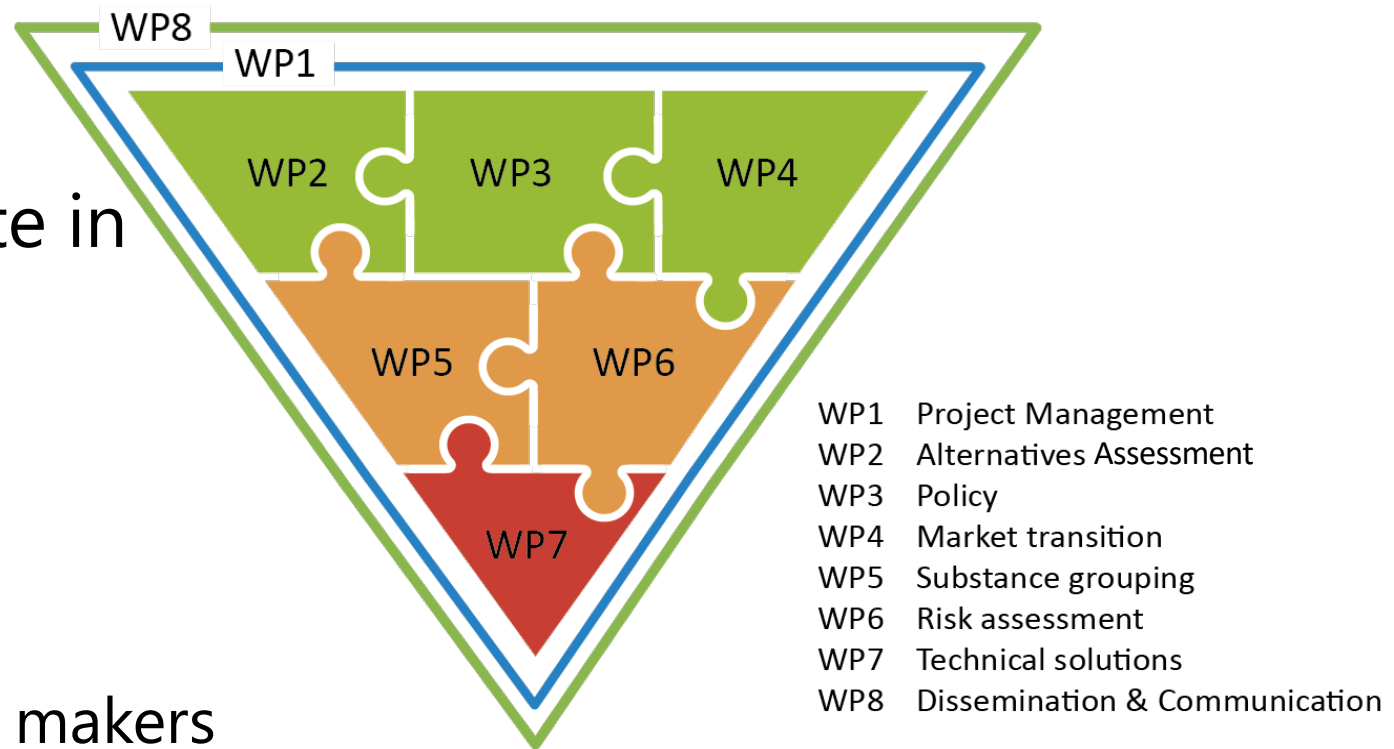 WP8
WP1
WP2 WP3 WP4
te in
WP5 WP6
WP7
makers
WP1 Project Management
WP2 Alternatives Assessment
WP3 Policy
WP4 Market transition
WP5 Substance grouping
WP6 Risk assessment
WP7 Technical solutions
WP8 Dissemination & Communication